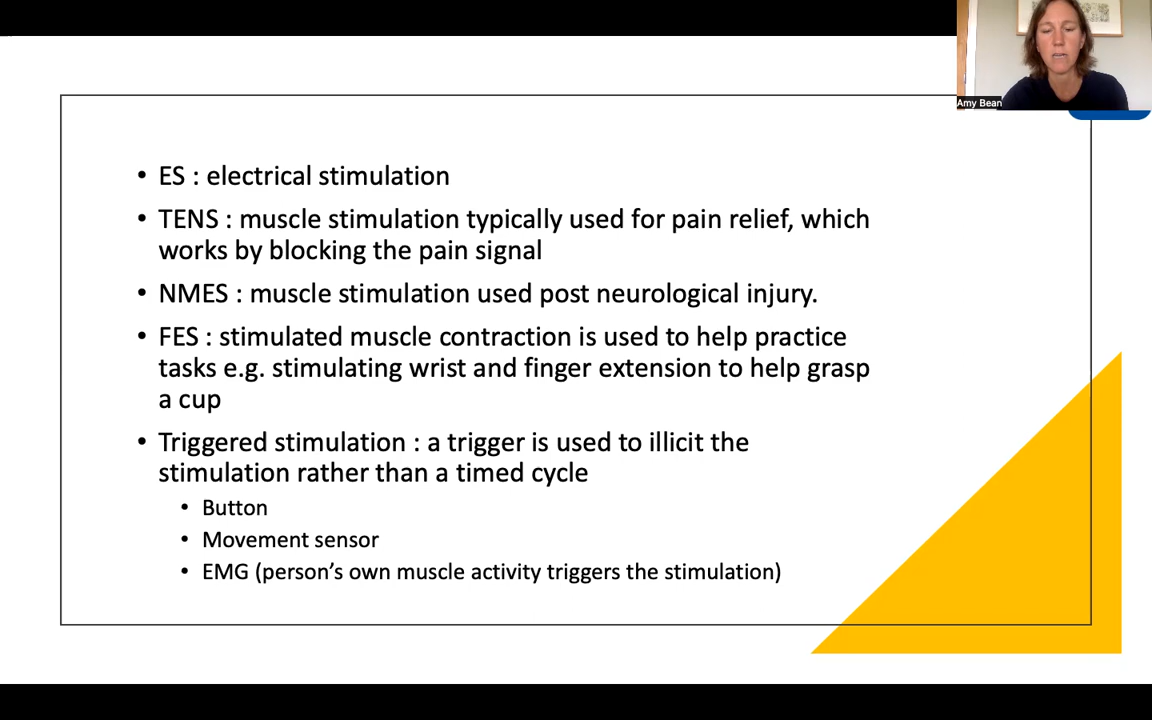 Amy Bean
• ES : electrical stimulation
• TENS : muscle stimulation typically used for pain relief, which
works by blocking the pain signal
• NMES : muscle stimulation used post neurological injury.
• FES : stimulated muscle contraction is used to help practice
tasks e.g. stimulating wrist and finger extension to help grasp
a cup
• Triggered stimulation : a trigger is used to illicit the
stimulation rather than a timed cycle
• Button
• Movement sensor
• EMG (person’s own muscle activity triggers the stimulation)